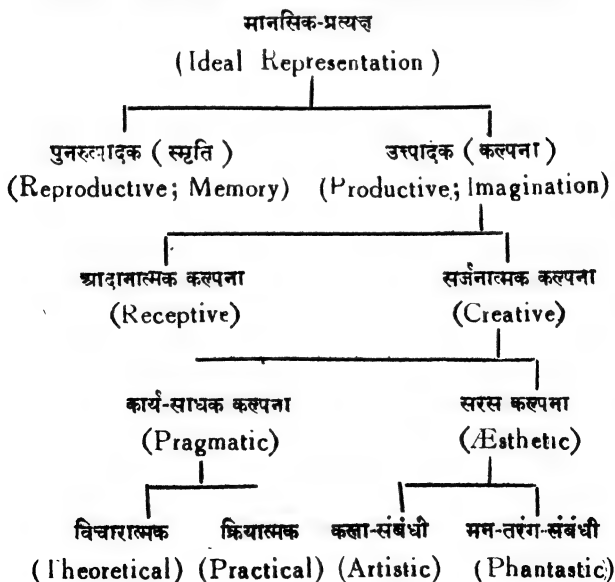 मानसिक-प्रत्यक्ष
(Ideal Representation)
पुनरुत्पादक (स्मृति) उत्पादक (कल्पना)
(Reproductive; Memory) (Productive; Imagination)
आदानात्मक कल्पना सर्जनात्मक कल्पना
(Receptive) (Creative)
कार्य-साधक कल्पना सरस कल्पना
(Pragmatic) (Æsthetic)
विचारात्मक क्रियात्मक कला-संबंधी मन-तरंग-संबंधी
(Theoretical) (Practical) (Artistic) (Phantastic)